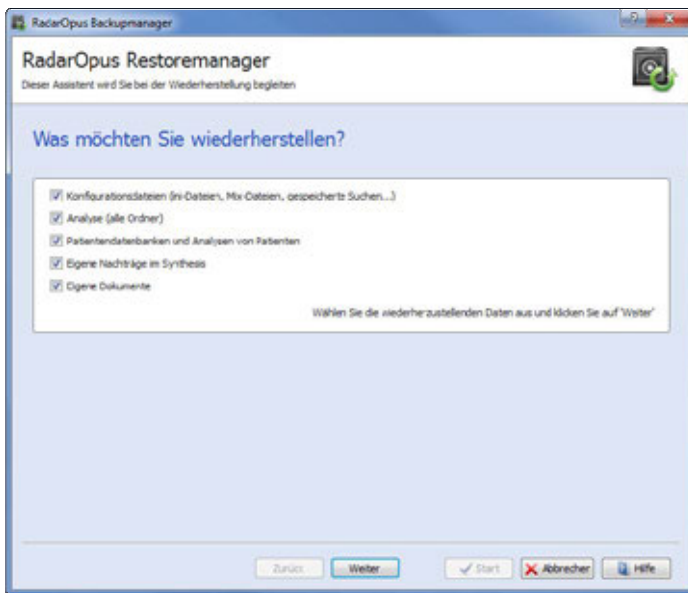 RadarOpus Backupmanager
RadarOpus Restoremanager
Dieser Assistent wird Sie bei der Wiederherstellung begleiten
Was möchten Sie wiederherstellen?
Konfigurationsdateien (ini-Dateien, Mix-Dateien, gespeicherte Suchen...)
Analyse (alle Ordner)
Patientendatenbanken und Analysen von Patienten
Eigene Nachträge im Synthesis
Eigene Dokumente
Wählen Sie die wiederherzustellenden Daten aus und klicken Sie auf 'Weiter'
Zurück Weiter Start Abbrechen Hilfe